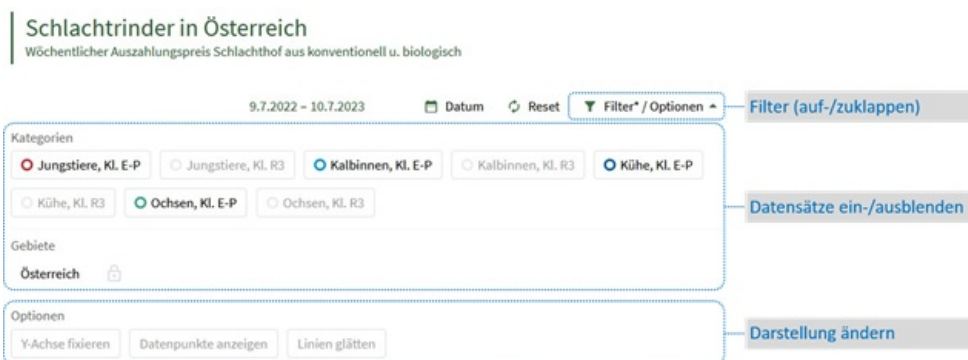 Schlachtrinder in Österreich
Wöchentlicher Auszahlungspreis Schlachthof aus konventionell u. biologisch
9.7.2022 – 10.7.2023 Datum Reset Filter* / Optionen Filter (auf-/zuklappen)
Kategorien
Jungstiere, Kl. E-P Jungstiere, Kl. R3 Kalbinnen, Kl. E-P Kalbinnen, Kl. R3 Kühe, Kl. E-P
Kühe, Kl. R3 Ochsen, Kl. E-P Ochsen, Kl. R3 Datensätze ein-/ausblenden
Gebiete
Österreich
Optionen
Y-Achse fixieren Datenpunkte anzeigen Linien glätten Darstellung ändern